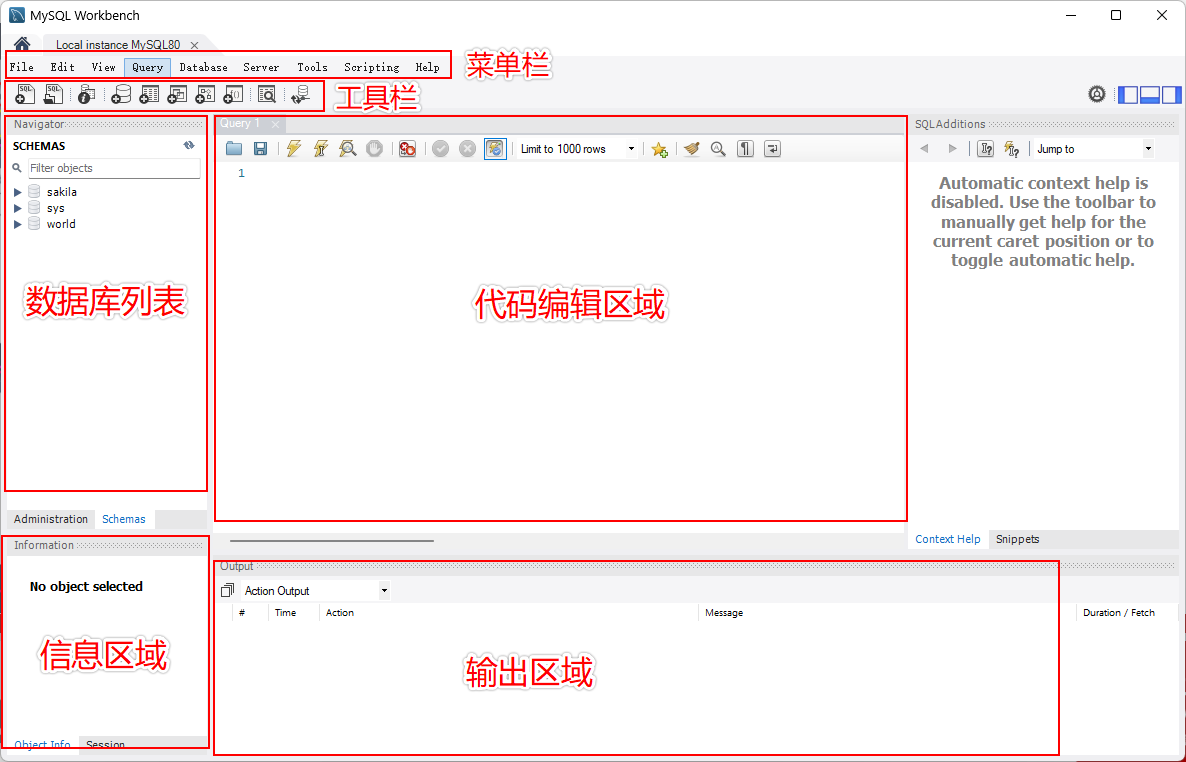 MySQL Workbench
Local instance MySQL80
File Edit View Query Database Server Tools Scripting Help
菜单栏
工具栏
Navigator
SCHEMAS
Filter objects
sakila
sys
world
数据库列表
Administration Schemas
Query 1
Limit to 1000 rows
1
代码编辑区域
SQLAdditions
Jump to
Automatic context help is
disabled. Use the toolbar to
manually get help for the
current caret position or to
toggle automatic help.
Context Help Snippets
Information
No object selected
信息区域
Object Info Session
Output
Action Output
# Time Action Message Duration / Fetch
输出区域